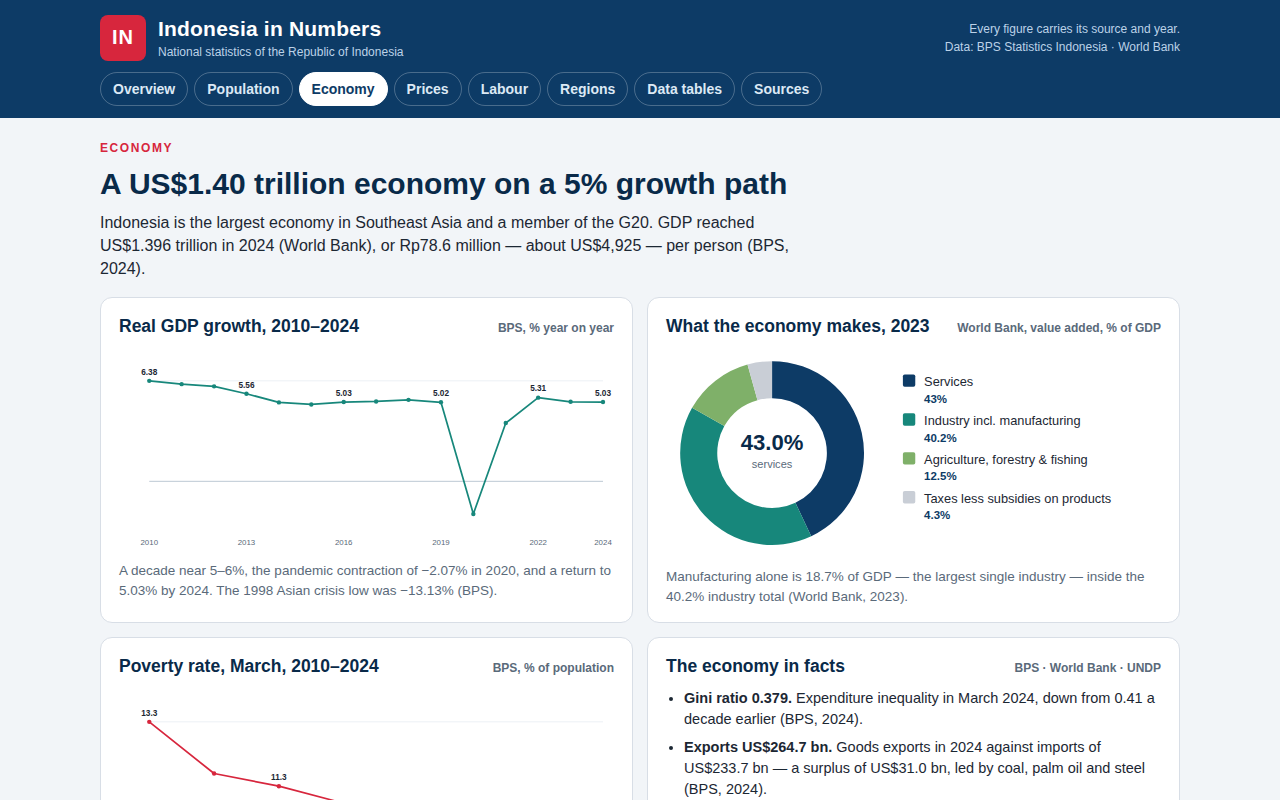 IN
Indonesia in Numbers
National statistics of the Republic of Indonesia
Every figure carries its source and year.
Data: BPS Statistics Indonesia · World Bank
Overview
Population
Economy
Prices
Labour
Regions
Data tables
Sources
ECONOMY
A US$1.40 trillion economy on a 5% growth path
Indonesia is the largest economy in Southeast Asia and a member of the G20. GDP reached
US$1.396 trillion in 2024 (World Bank), or Rp78.6 million — about US$4,925 — per person (BPS,
2024).
Real GDP growth, 2010–2024
BPS, % year on year
6.38
5.56
5.03
5.02
5.31
5.03
2010
2013
2016
2019
2022
2024
A decade near 5–6%, the pandemic contraction of −2.07% in 2020, and a return to
5.03% by 2024. The 1998 Asian crisis low was −13.13% (BPS).
What the economy makes, 2023
World Bank, value added, % of GDP
43.0%
services
Services
43%
Industry incl. manufacturing
40.2%
Agriculture, forestry & fishing
12.5%
Taxes less subsidies on products
4.3%
Manufacturing alone is 18.7% of GDP — the largest single industry — inside the
40.2% industry total (World Bank, 2023).
Poverty rate, March, 2010–2024
BPS, % of population
13.3
11.3
The economy in facts
BPS · World Bank · UNDP
• Gini ratio 0.379. Expenditure inequality in March 2024, down from 0.41 a
decade earlier (BPS, 2024).
• Exports US$264.7 bn. Goods exports in 2024 against imports of
US$233.7 bn — a surplus of US$31.0 bn, led by coal, palm oil and steel
(BPS, 2024).